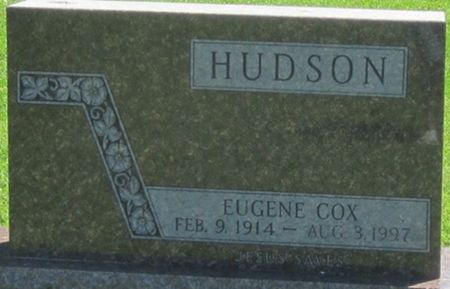 HUDSON
EUGENE COX
FEB. 9, 1914 — AUG. 3, 1997
JESUS SAVES